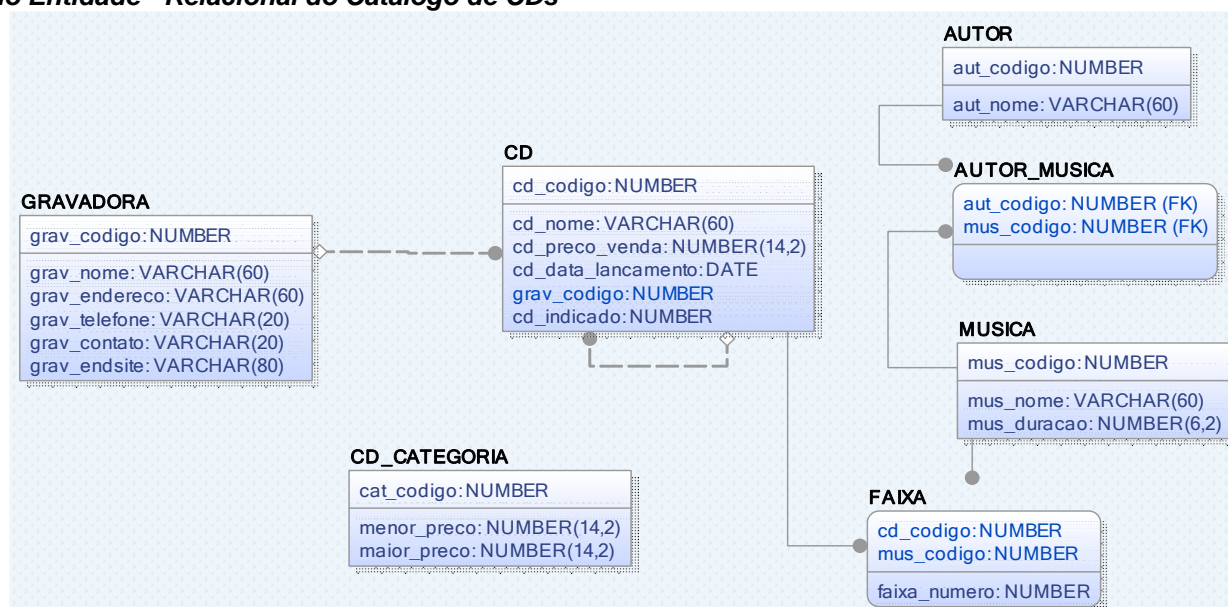 Entidade - Relacional do Catálogo de CDs
AUTOR
aut_codigo: NUMBER
aut_nome: VARCHAR(60)
AUTOR_MUSICA
aut_codigo: NUMBER (FK)
mus_codigo: NUMBER (FK)
CD
cd_codigo: NUMBER
cd_nome: VARCHAR(60)
cd_preco_venda: NUMBER(14,2)
cd_data_lancamento: DATE
grav_codigo: NUMBER
cd_indicado: NUMBER
GRAVADORA
grav_codigo: NUMBER
grav_nome: VARCHAR(60)
grav_endereco: VARCHAR(60)
grav_telefone: VARCHAR(20)
grav_contato: VARCHAR(20)
grav_endsite: VARCHAR(80)
MUSICA
mus_codigo: NUMBER
mus_nome: VARCHAR(60)
mus_duracao: NUMBER(6,2)
CD_CATEGORIA
cat_codigo: NUMBER
menor_preco: NUMBER(14,2)
maior_preco: NUMBER(14,2)
FAIXA
cd_codigo: NUMBER
mus_codigo: NUMBER
faixa_numero: NUMBER